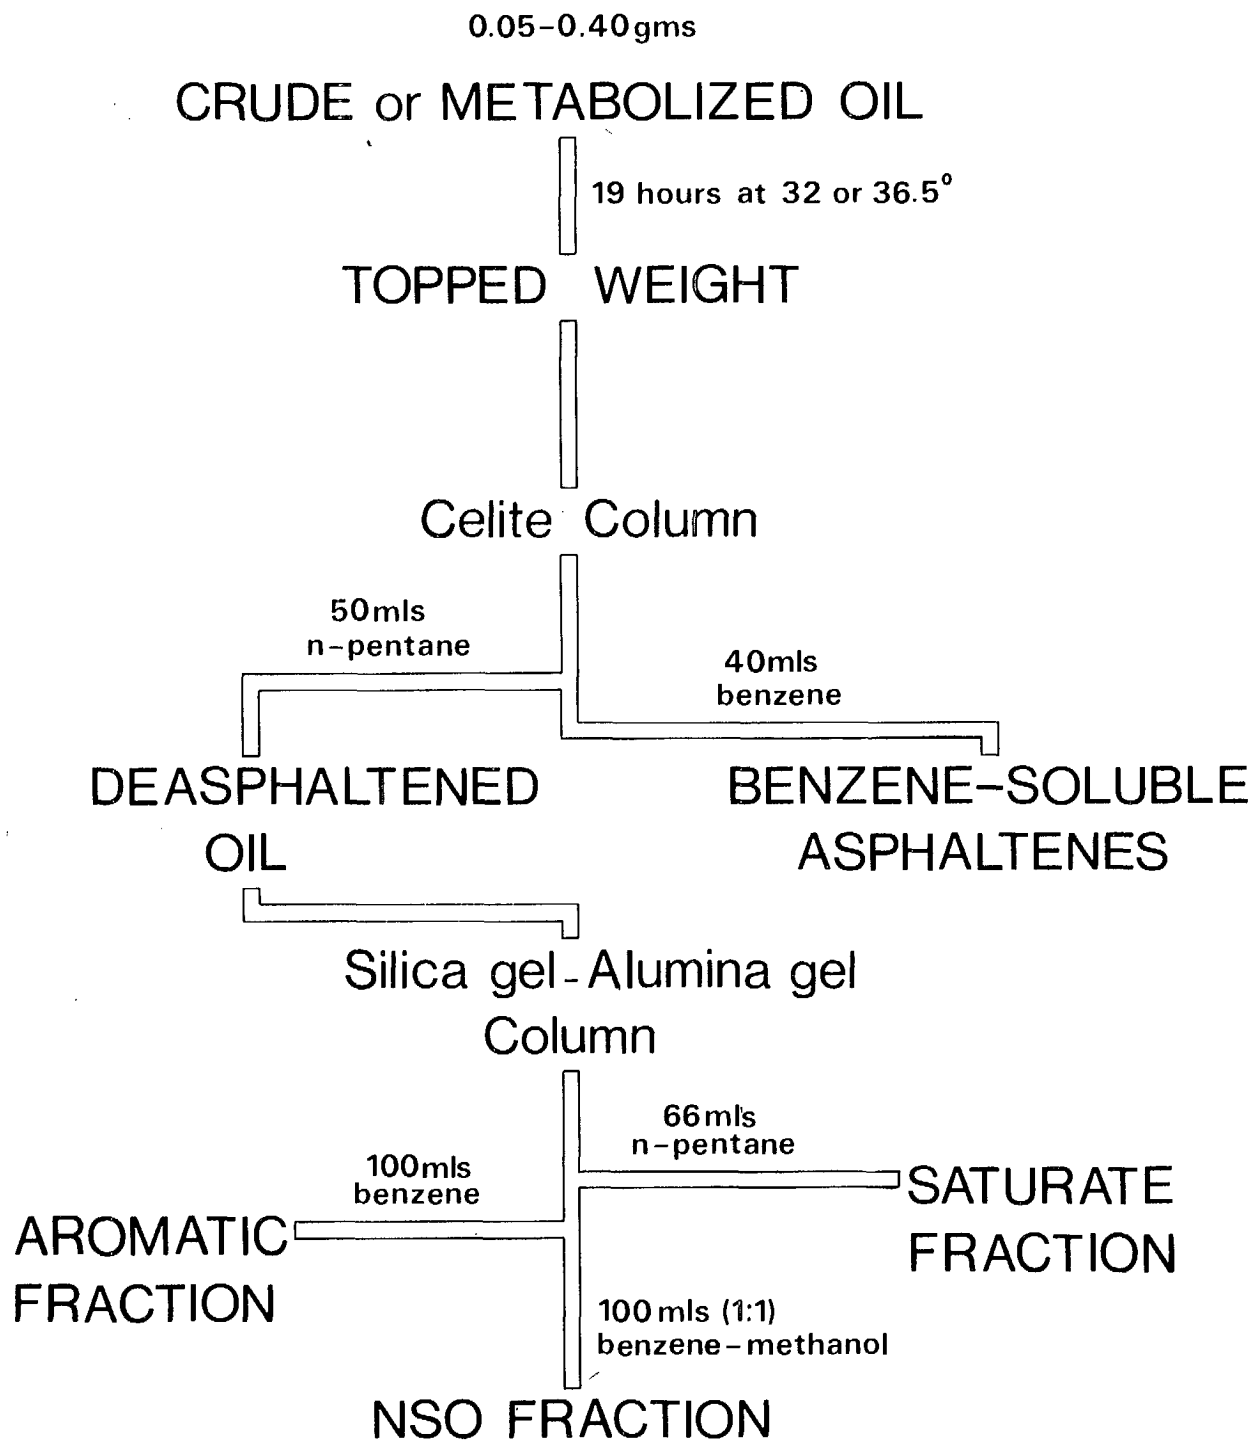 0.05-0.40gms
CRUDE or METABOLIZED OIL
19 hours at 32 or 36.5°
TOPPED WEIGHT
Celite Column
50mls
n-pentane
40mls
benzene
DEASPHALTENED
OIL
BENZENE-SOLUBLE
ASPHALTENES
Silica gel-Alumina gel
Column
66mls
n-pentane
100mls
benzene
SATURATE
FRACTION
AROMATIC
FRACTION
100mls (1:1)
benzene-methanol
NSO FRACTION